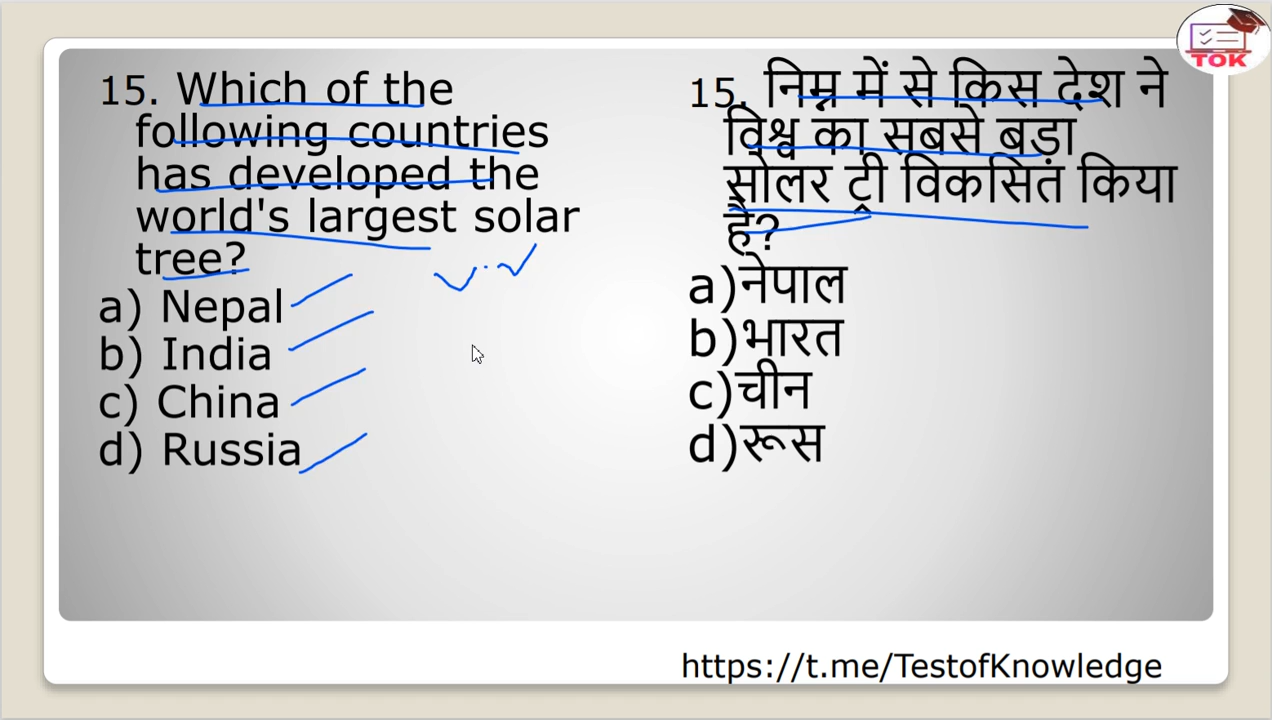 15. Which of the
following countries
has developed the
world's largest solar
tree?
a) Nepal
b) India
c) China
d) Russia
15. निम्न में से किस देश ने
विश्व का सबसे बड़ा
सोलर ट्री विकसित किया
है?
a)नेपाल
b)भारत
c)चीन
d)रूस
TOK
https://t.me/TestofKnowledge